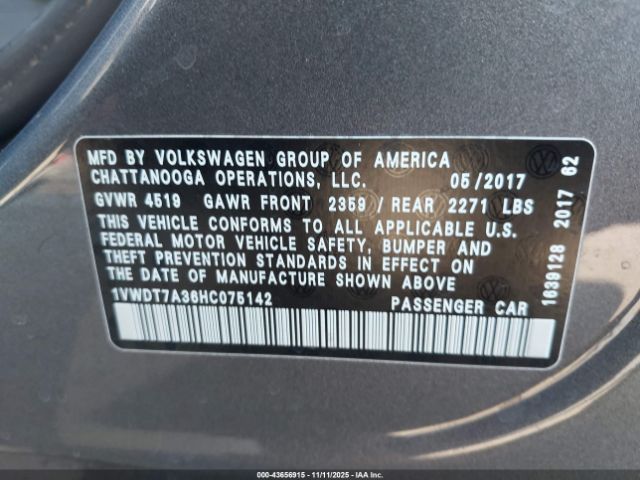 MFD BY VOLKSWAGEN GROUP OF AMERICA
CHATTANOOGA OPERATIONS, LLC. 05/2017
GVWR 4519 GAWR FRONT 2359 / REAR 2271 LBS
THIS VEHICLE CONFORMS TO ALL APPLICABLE U.S.
FEDERAL MOTOR VEHICLE SAFETY, BUMPER AND
THEFT PREVENTION STANDARDS IN EFFECT ON
THE DATE OF MANUFACTURE SHOWN ABOVE
1VWDT7A36HC075142 PASSENGER CAR
1639128 2017 62
000-43656915 - 11/11/2025 - IAAI.com